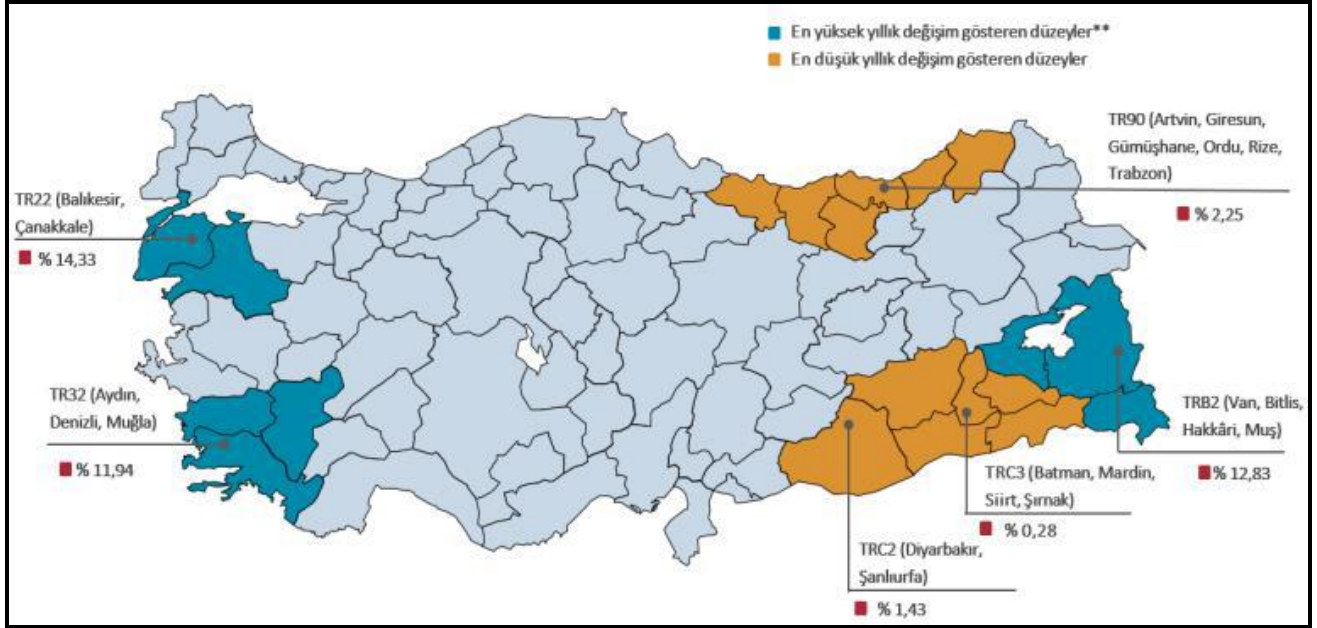 En yüksek yıllık değişim gösteren düzeyler**
En düşük yıllık değişim gösteren düzeyler
TR90 (Artvin, Giresun,
Gümüşhane, Ordu, Rize,
Trabzon)
% 2,25
TR22 (Balıkesir,
Çanakkale)
% 14,33
TR32 (Aydın,
Denizli, Muğla)
% 11,94
TRB2 (Van, Bitlis,
Hakkâri, Muş)
% 12,83
TRC3 (Batman, Mardin,
Siirt, Şırnak)
% 0,28
TRC2 (Diyarbakır,
Şanlıurfa)
% 1,43